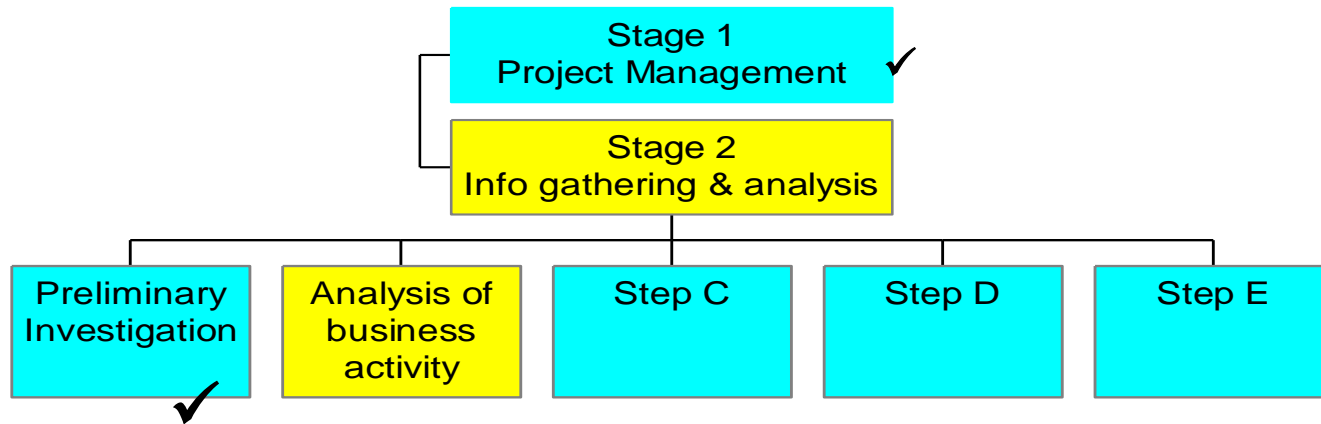 Stage 1
Project Management
Stage 2
Info gathering & analysis
Preliminary
Investigation
Analysis of
business
activity
Step C
Step D
Step E